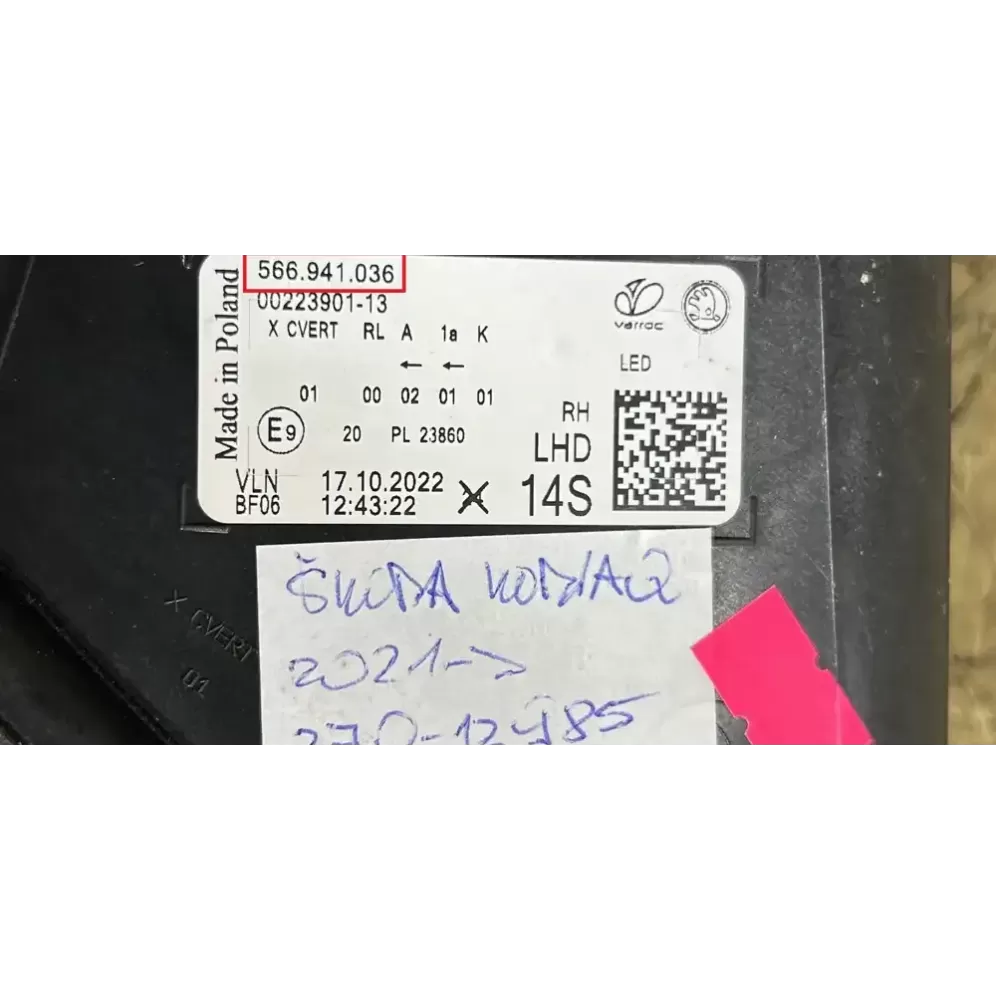 Made in Poland
566.941.036
00223901-13
X CVERT RL A 1a K
← ←
01 00 02 01 01
E9 20 PL 23860
VLN 17.10.2022
BF06 12:43:22 X 14S
varroc
LED
RH
LHD
ŠKODA KODIAQ
2021->
270-12485
X CVERT
01